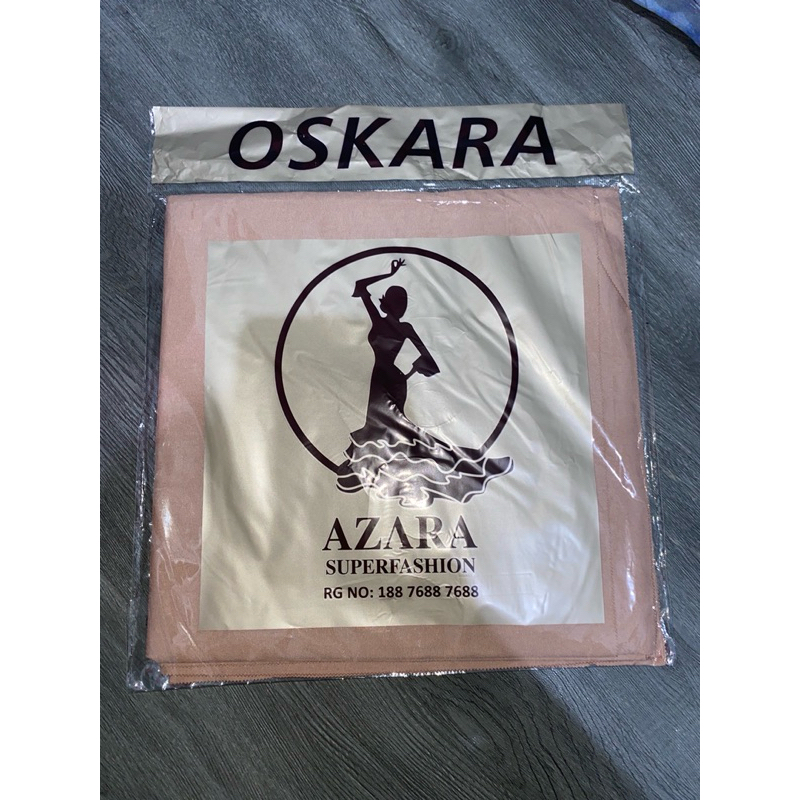 OSKARA
AZARA
SUPERFASHION
RG NO: 188 7688 7688